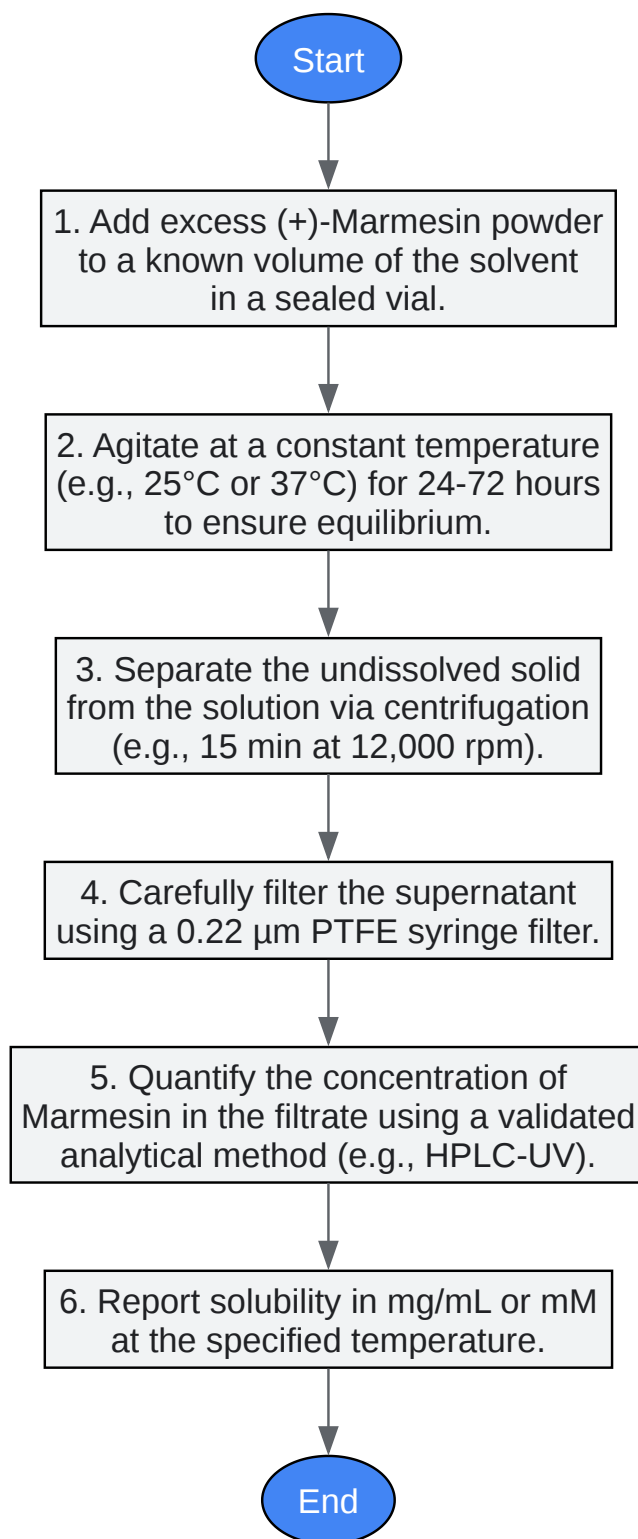 Start
1. Add excess (+)-Marmesin powder
to a known volume of the solvent
in a sealed vial.
2. Agitate at a constant temperature
(e.g., 25°C or 37°C) for 24-72 hours
to ensure equilibrium.
3. Separate the undissolved solid
from the solution via centrifugation
(e.g., 15 min at 12,000 rpm).
4. Carefully filter the supernatant
using a 0.22 µm PTFE syringe filter.
5. Quantify the concentration of
Marmesin in the filtrate using a validated
analytical method (e.g., HPLC-UV).
6. Report solubility in mg/mL or mM
at the specified temperature.
End